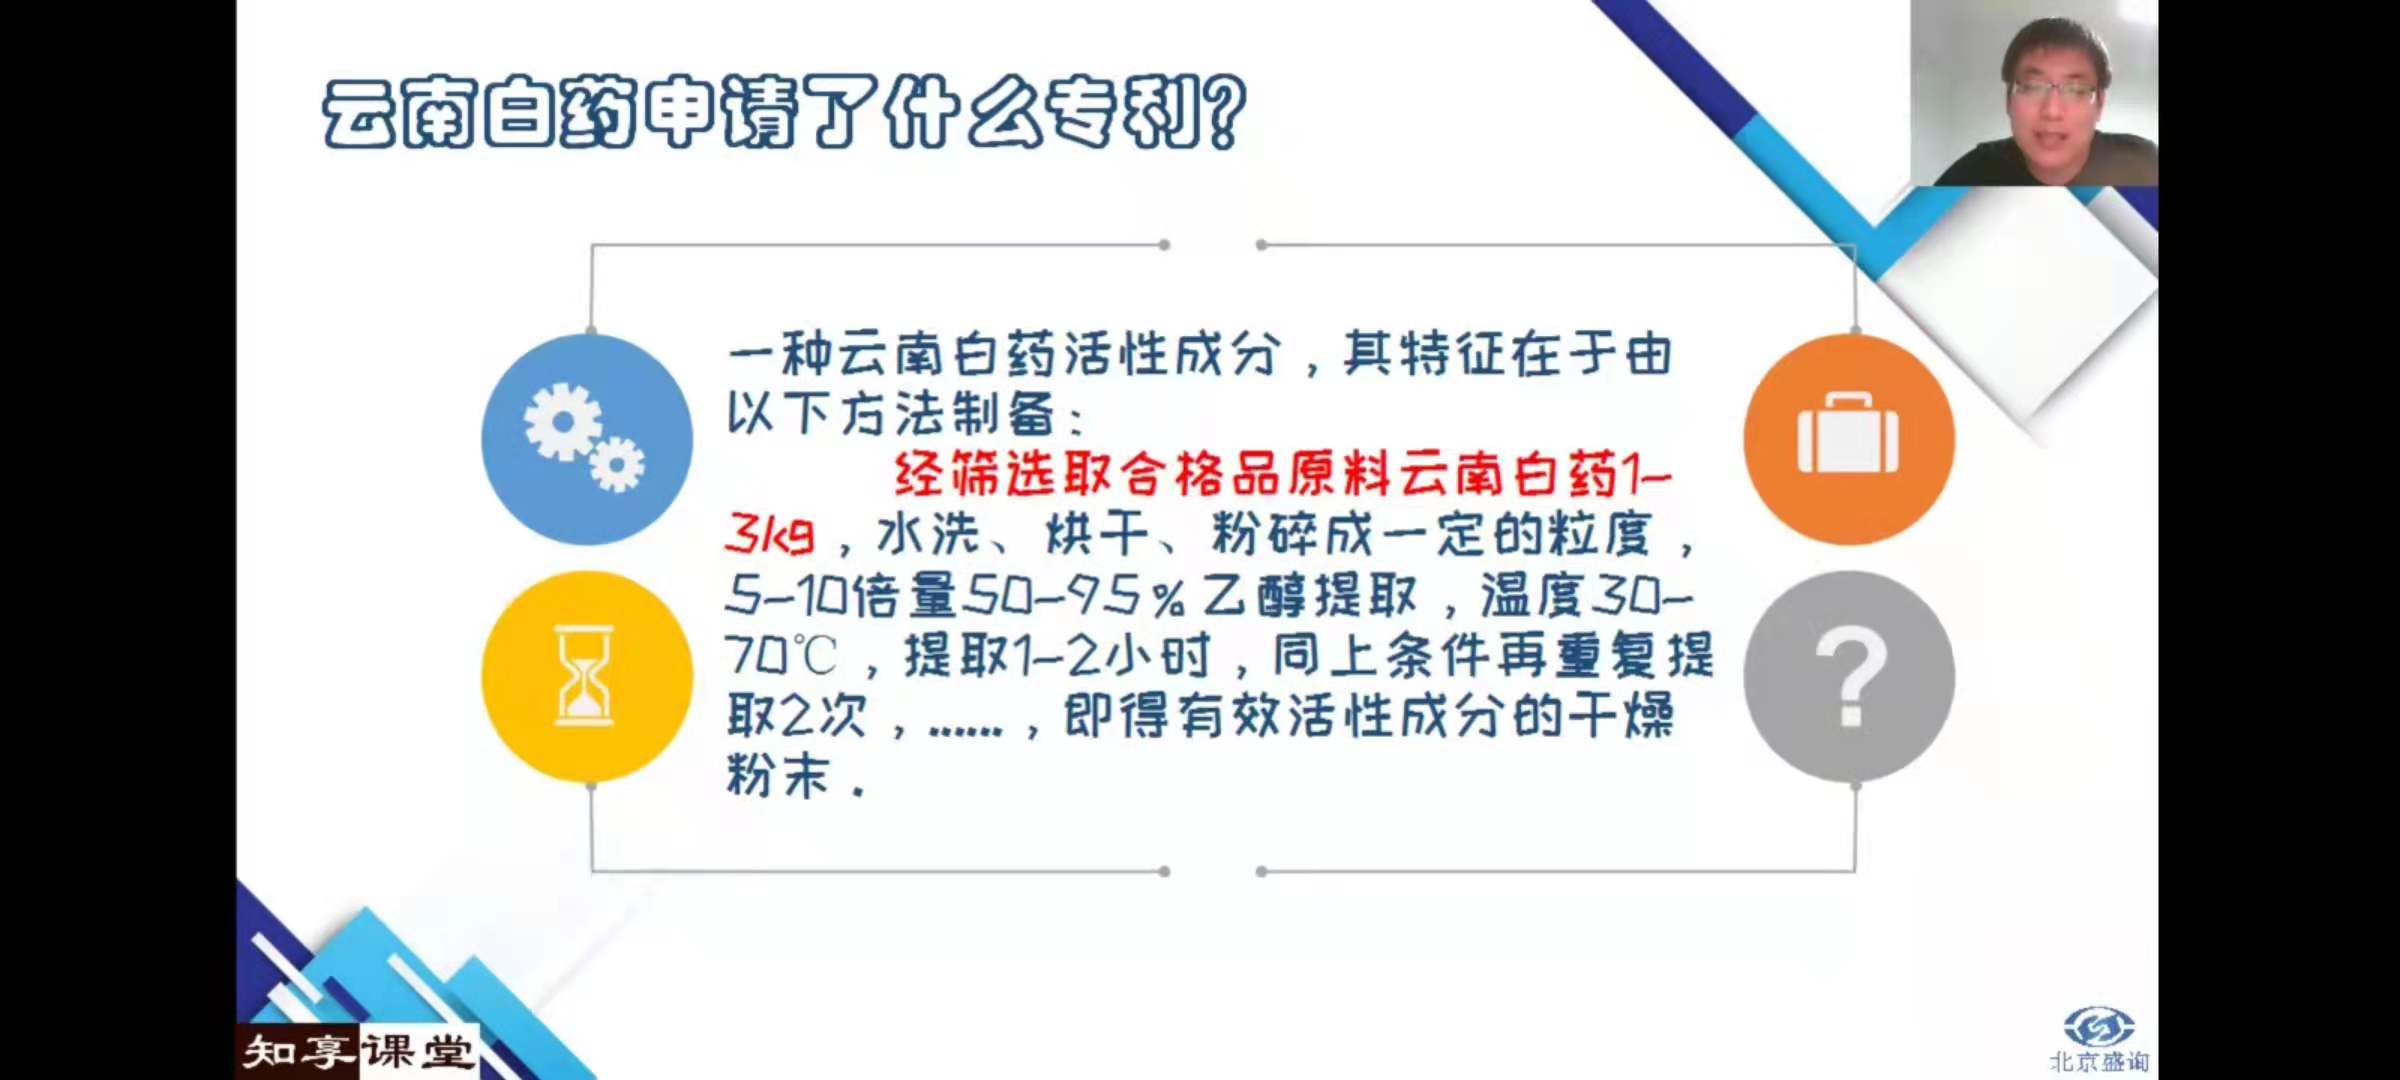 云南白药申请了什么专利?
一种云南白药活性成分，其特征在于由
以下方法制备：
经筛选取合格品原料云南白药1-
3kg，水洗、烘干、粉碎成一定的粒度，
5-10倍量50-95%乙醇提取，温度30-
70℃，提取1-2小时，同上条件再重复提
取2次，……，即得有效活性成分的干燥
粉末.
知享课堂
北京盛询